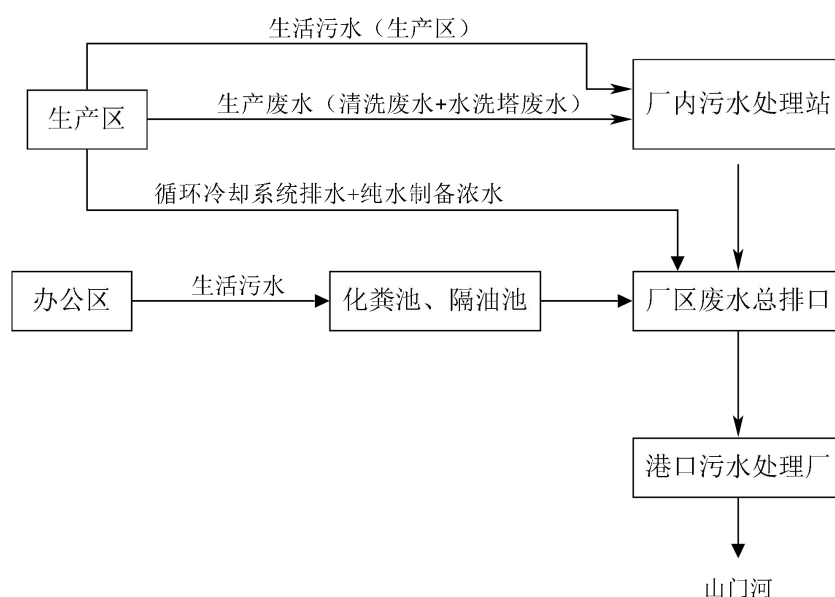 生活污水（生产区）
生产区
生产废水（清洗废水+水洗塔废水）
厂内污水处理站
循环冷却系统排水+纯水制备浓水
办公区
生活污水
化粪池、隔油池
厂区废水总排口
港口污水处理厂
山门河